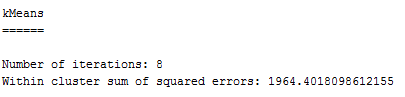 kMeans
======
Number of iterations: 8
Within cluster sum of squared errors: 1964.4018098612155